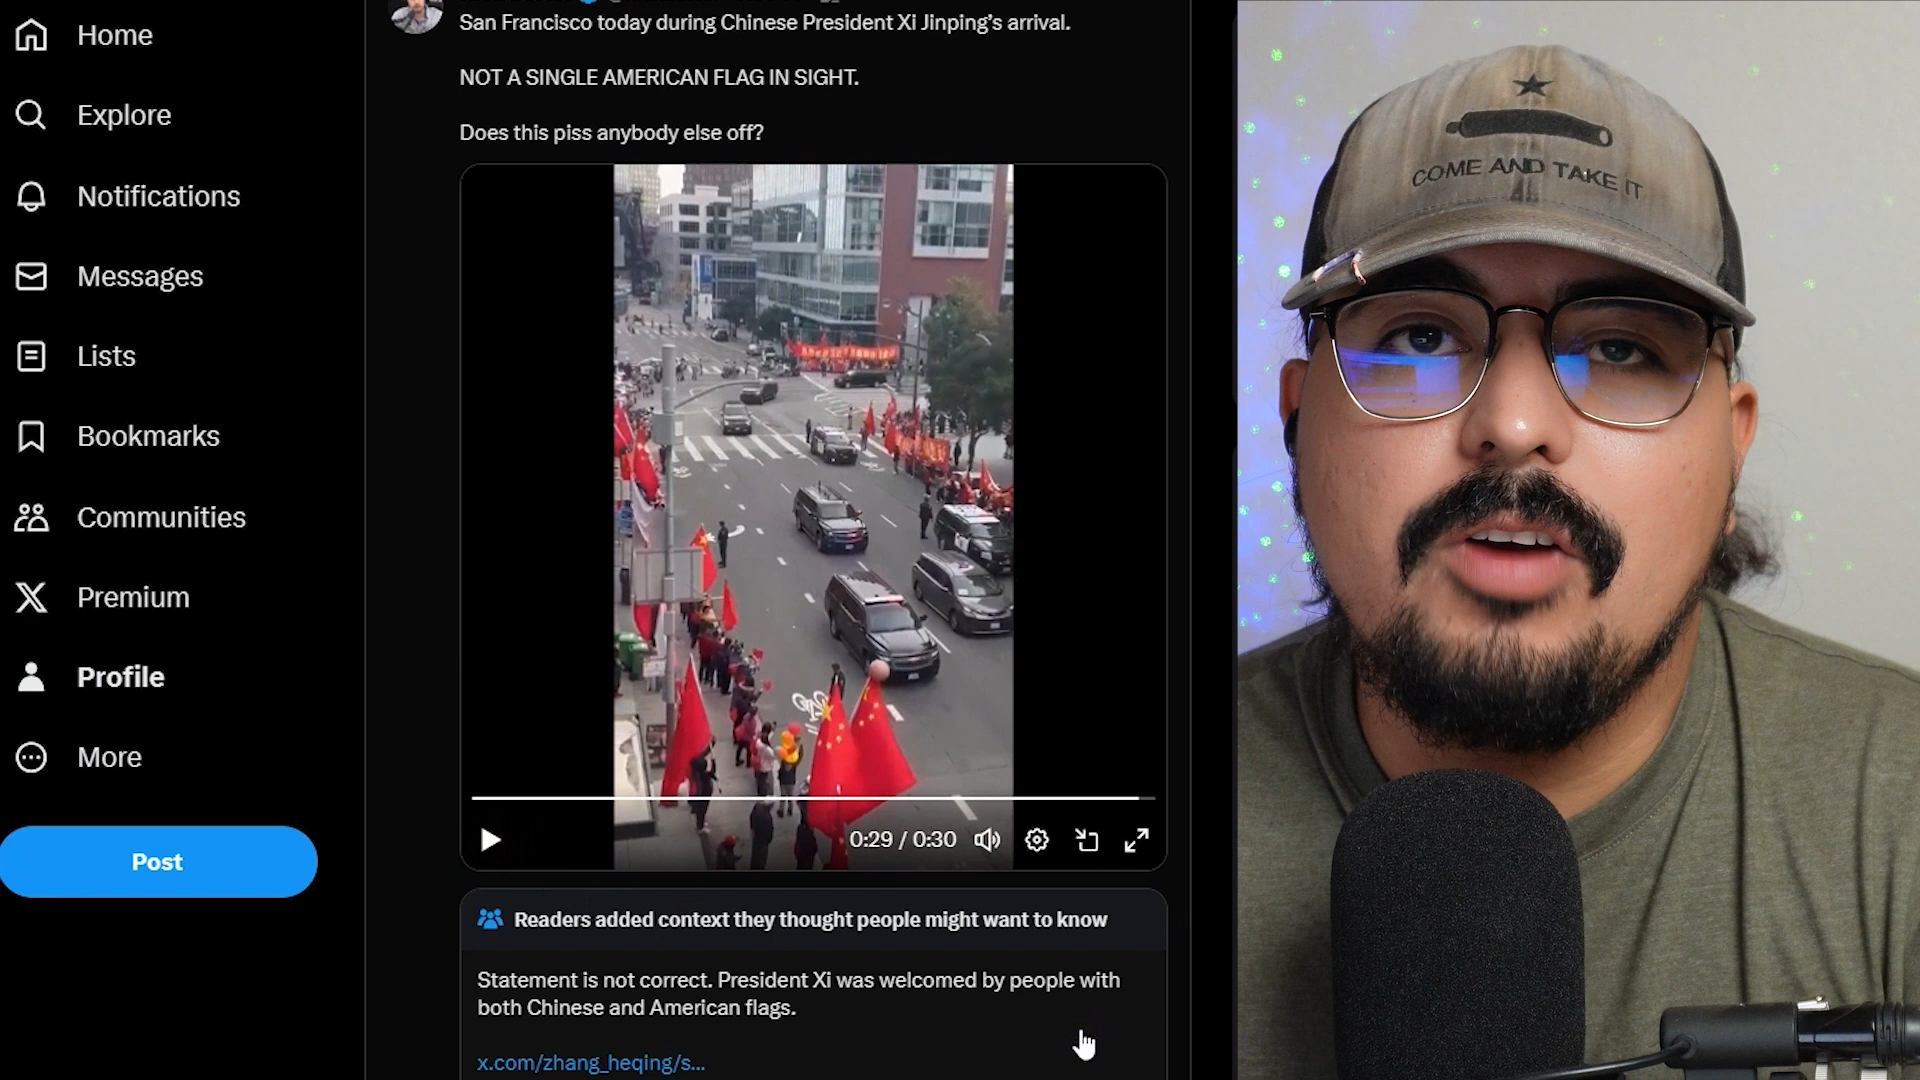 Home
Explore
Notifications
Messages
Lists
Bookmarks
Communities
Premium
Profile
More
Post
San Francisco today during Chinese President Xi Jinping's arrival.
NOT A SINGLE AMERICAN FLAG IN SIGHT.
Does this piss anybody else off?
0:29 / 0:30
Readers added context they thought people might want to know
Statement is not correct. President Xi was welcomed by people with
both Chinese and American flags.
x.com/zhang_heqing/s...
COME AND TAKE IT